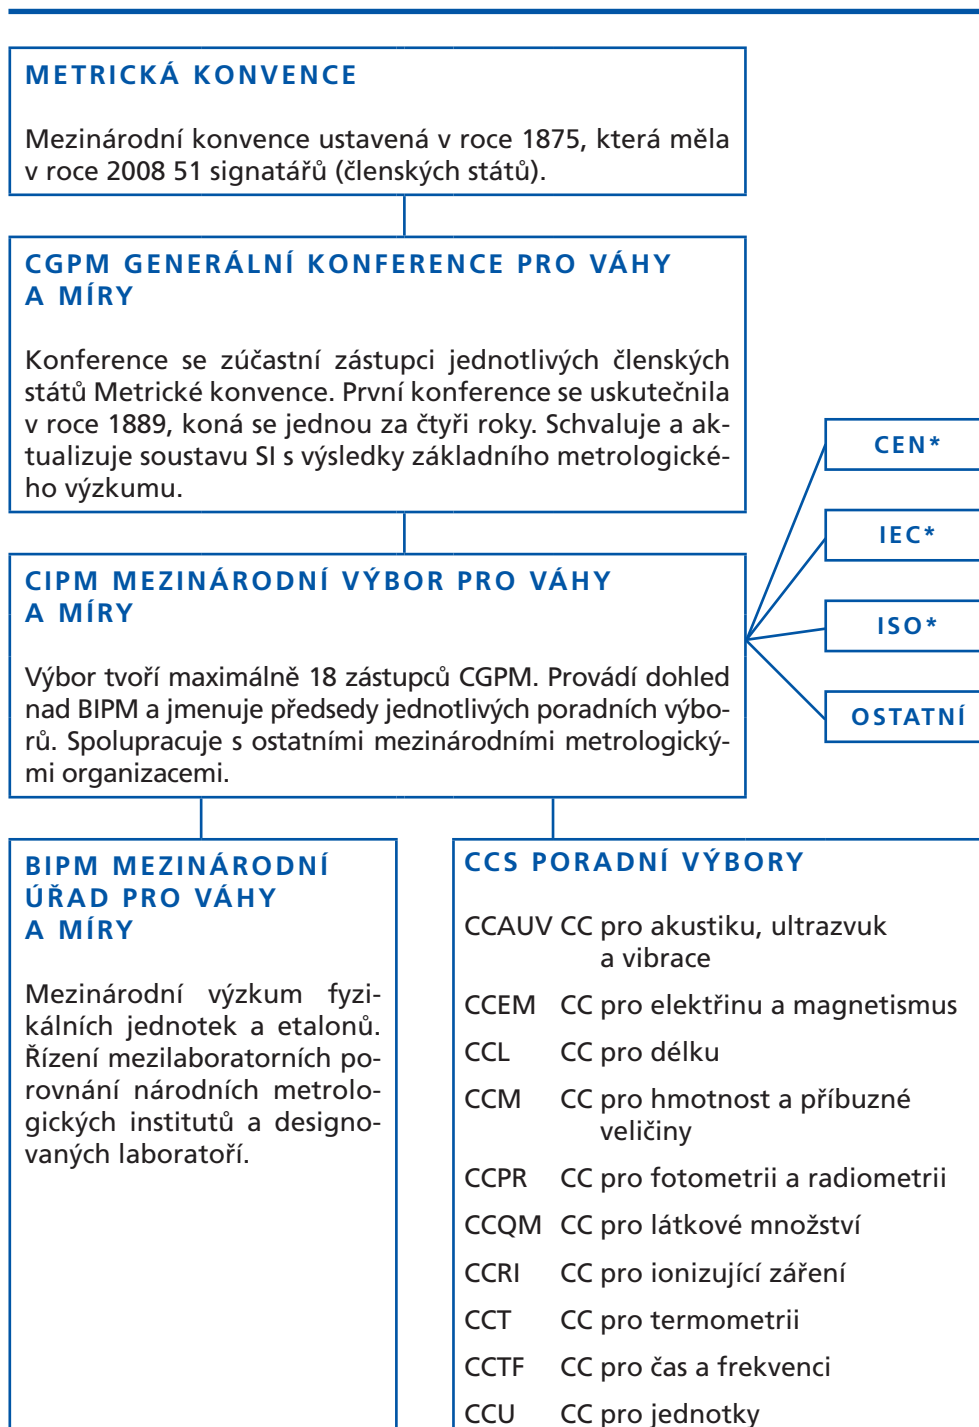 METRICKÁ KONVENCE
Mezinárodní konvence ustavená v roce 1875, která měla
v roce 2008 51 signatářů (členských států).
CGPM GENERÁLNÍ KONFERENCE PRO VÁHY
A MÍRY
Konference se zúčastní zástupci jednotlivých členských
států Metrické konvence. První konference se uskutečnila
v roce 1889, koná se jednou za čtyři roky. Schvaluje a ak-
tualizuje soustavu SI s výsledky základního metrologické-
ho výzkumu.
CIPM MEZINÁRODNÍ VÝBOR PRO VÁHY
A MÍRY
Výbor tvoří maximálně 18 zástupců CGPM. Provádí dohled
nad BIPM a jmenuje předsedy jednotlivých poradních výbo-
rů. Spolupracuje s ostatními mezinárodními metrologický-
mi organizacemi.
CEN*
IEC*
ISO*
OSTATNÍ
BIPM MEZINÁRODNÍ
ÚŘAD PRO VÁHY
A MÍRY
Mezinárodní výzkum fyzi-
kálních jednotek a etalonů.
Řízení mezilaboratorních po-
rovnání národních metrolo-
gických institutů a designo-
vaných laboratoří.
CCS PORADNÍ VÝBORY
CCAUV CC pro akustiku, ultrazvuk
a vibrace
CCEM CC pro elektřinu a magnetismus
CCL CC pro délku
CCM CC pro hmotnost a příbuzné
veličiny
CCPR CC pro fotometrii a radiometrii
CCQM CC pro látkové množství
CCRI CC pro ionizující záření
CCT CC pro termometrii
CCTF CC pro čas a frekvenci
CCU CC pro jednotky